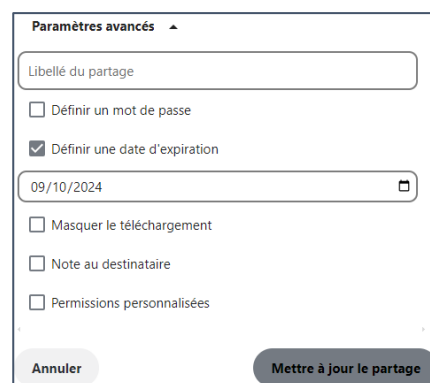 Paramètres avancés
Libellé du partage
Définir un mot de passe
Définir une date d'expiration
09/10/2024
Masquer le téléchargement
Note au destinataire
Permissions personnalisées
Annuler Mettre à jour le partage